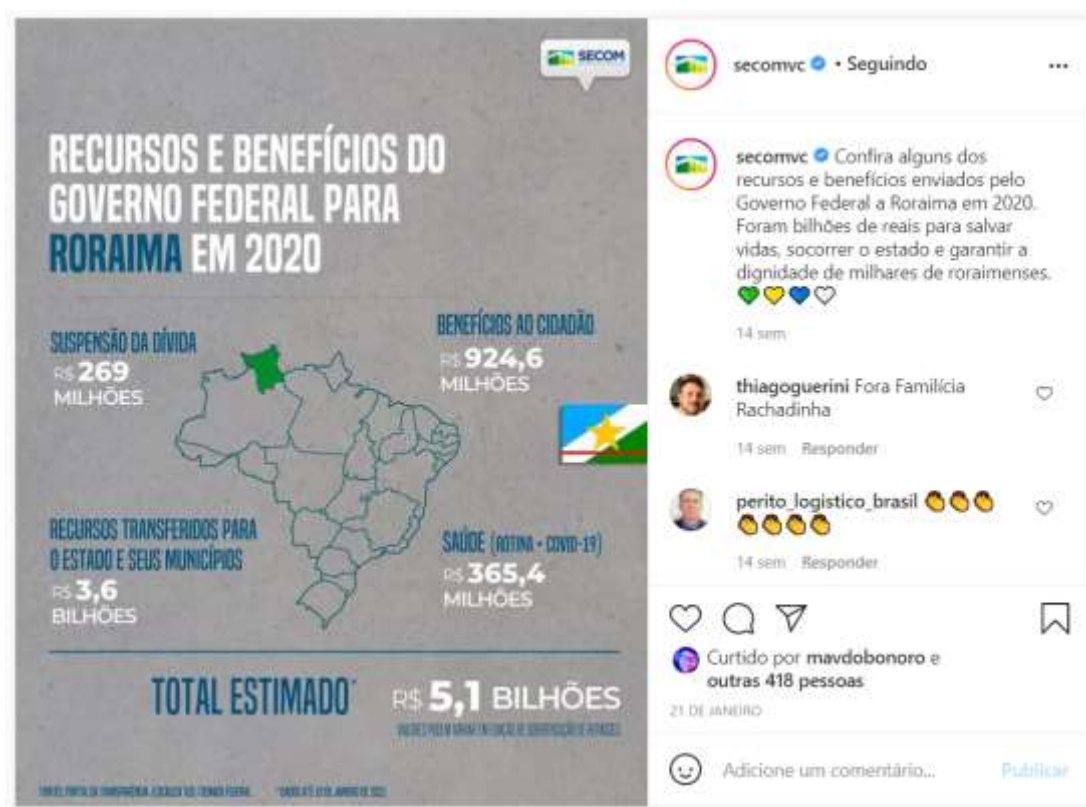 SECOM
RECURSOS E BENEFÍCIOS DO
GOVERNO FEDERAL PARA
RORAIMA EM 2020
SUSPENSÃO DA DÍVIDA
R$ 269
MILHÕES
BENEFÍCIOS AO CIDADÃO
R$ 924,6
MILHÕES
RECURSOS TRANSFERIDOS PARA
O ESTADO E SEUS MUNICÍPIOS
R$ 3,6
BILHÕES
SAÚDE (ROTINA + COVID-19)
R$ 365,4
MILHÕES
TOTAL ESTIMADO*
R$ 5,1 BILHÕES
secomvc • Seguindo
secomvc Confira alguns dos
recursos e benefícios enviados pelo
Governo Federal a Roraima em 2020.
Foram bilhões de reais para salvar
vidas, socorrer o estado e garantir a
dignidade de milhares de roraimenses.
14 sem
thiagoguerini Fora Familícia
Rachadinha
14 sem Responder
perito_logistico_brasil
14 sem Responder
Curtido por mavdobonoro e
outras 418 pessoas
21 DE JANEIRO
Adicione um comentário... Publicar